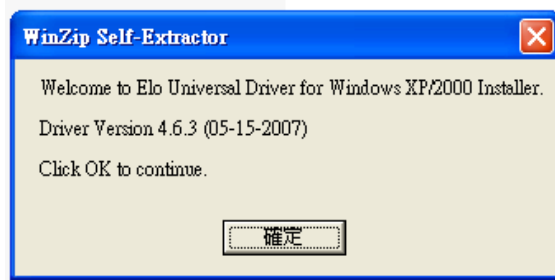 WinZip Self-Extractor
Welcome to Elo Universal Driver for Windows XP/2000 Installer.
Driver Version 4.6.3 (05-15-2007)
Click OK to continue.
確定